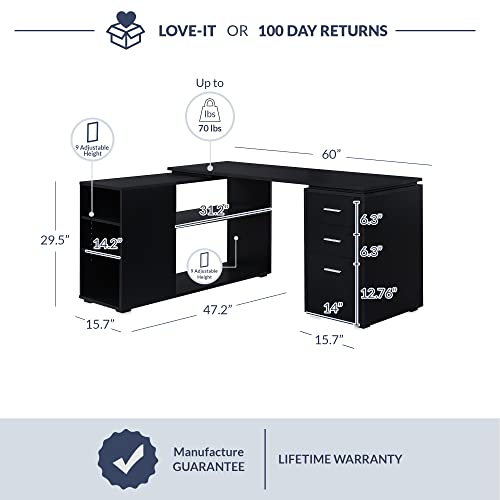 LOVE-IT OR 100 DAY RETURNS
Up to
lbs
70 lbs
9 Adjustable
Height
60"
31.2"
6.3"
29.5"
14.2"
6.3"
9 Adjustable
Height
12.76"
14"
47.2"
15.7"
15.7"
Manufacture
GUARANTEE
LIFETIME WARRANTY